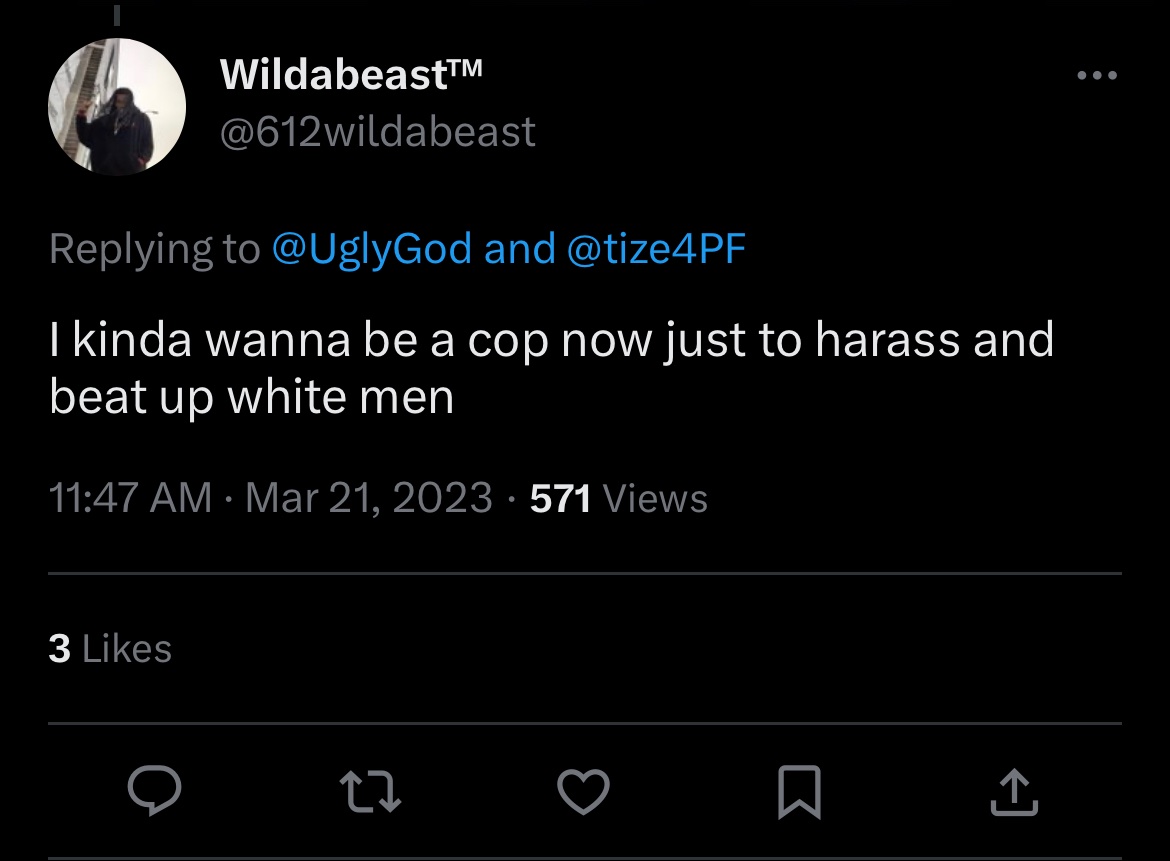 Wildabeast™
@612wildabeast
Replying to @UglyGod and @tize4PF
I kinda wanna be a cop now just to harass and
beat up white men
11:47 AM · Mar 21, 2023 · 571 Views
3 Likes